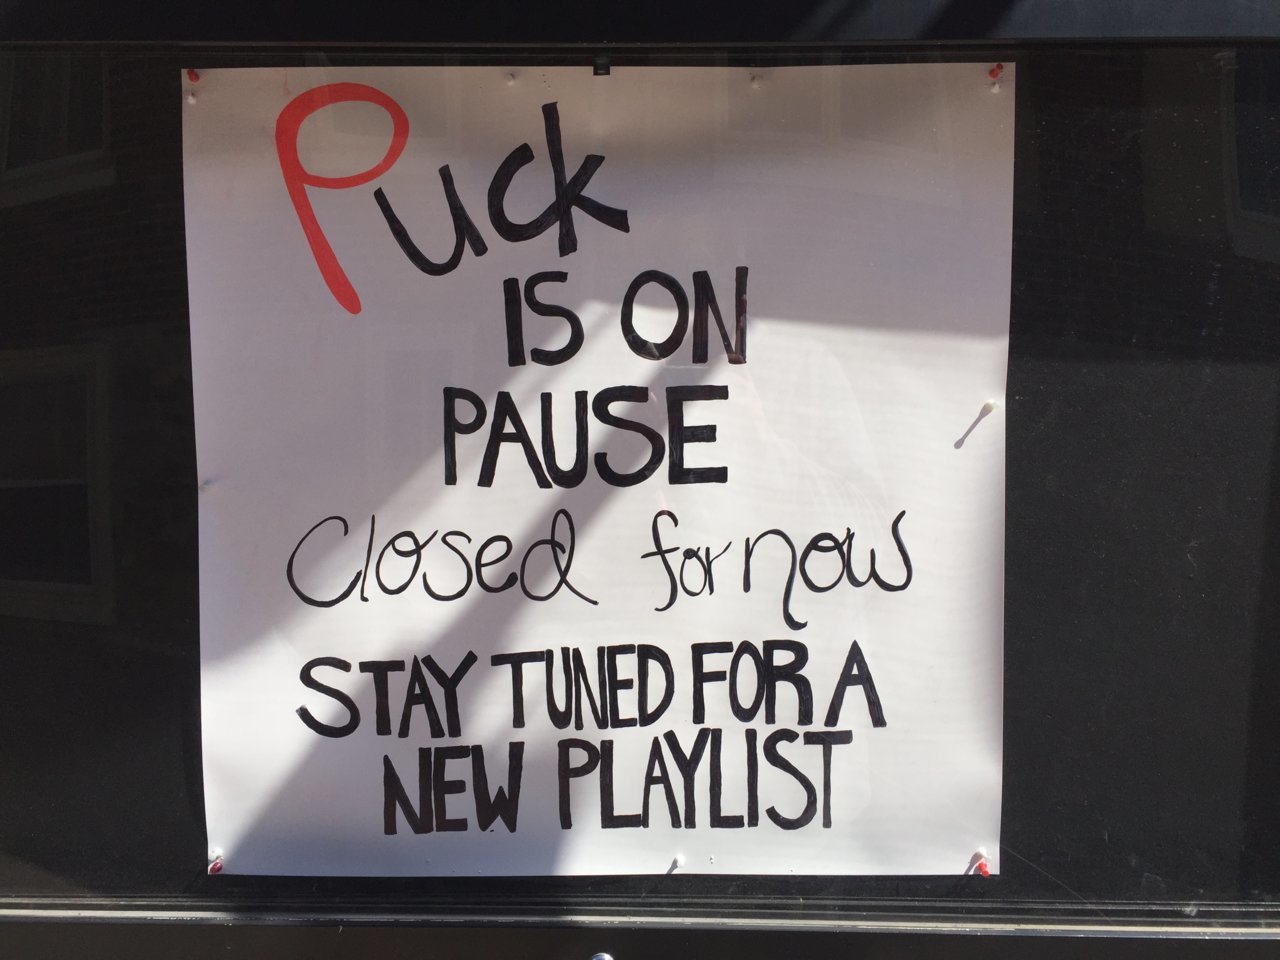 Puck
IS ON
PAUSE
Closed for now
STAY TUNED FOR A
NEW PLAYLIST